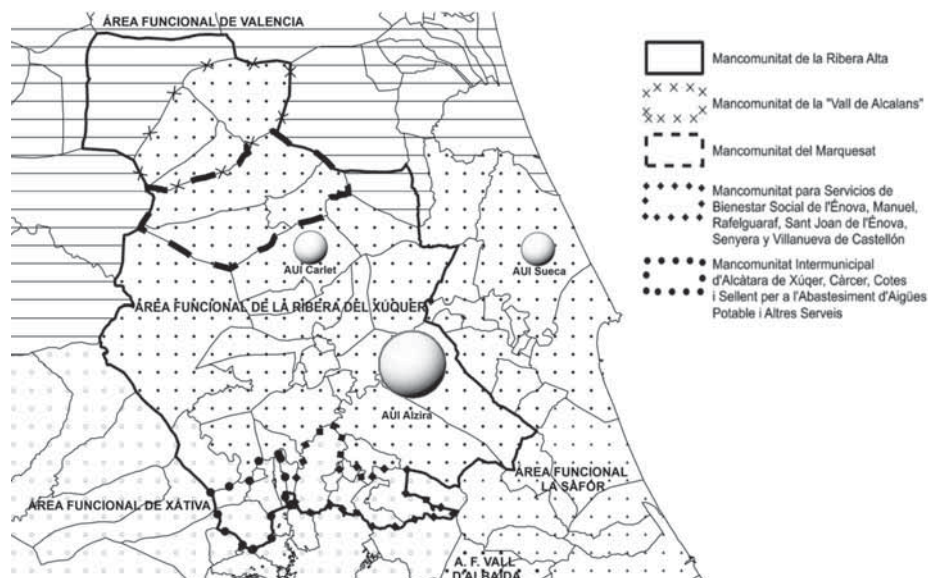 ÁREA FUNCIONAL DE VALENCIA
AUI Carlet
AUI Sueca
ÁREA FUNCIONAL DE LA RIBERA DEL XÚQUER
AUI Alzira
ÁREA FUNCIONAL
LA SAFOR
ÁREA FUNCIONAL DE XÀTIVA
A. F. VALL
D'ALBAIDA
Mancomunitat de la Ribera Alta
Mancomunitat de la "Vall de Alcalans"
Mancomunitat del Marquesat
Mancomunitat para Servicios de
Bienestar Social de l'Énova, Manuel,
Rafelguaraf, Sant Joan de l'Énova,
Senyera y Villanueva de Castellón
Mancomunitat Intermunicipal
d'Alcàtara de Xúqer, Càrcer, Cotes
i Sellent per a l'Abastesiment d'Aigües
Potable i Altres Serveis